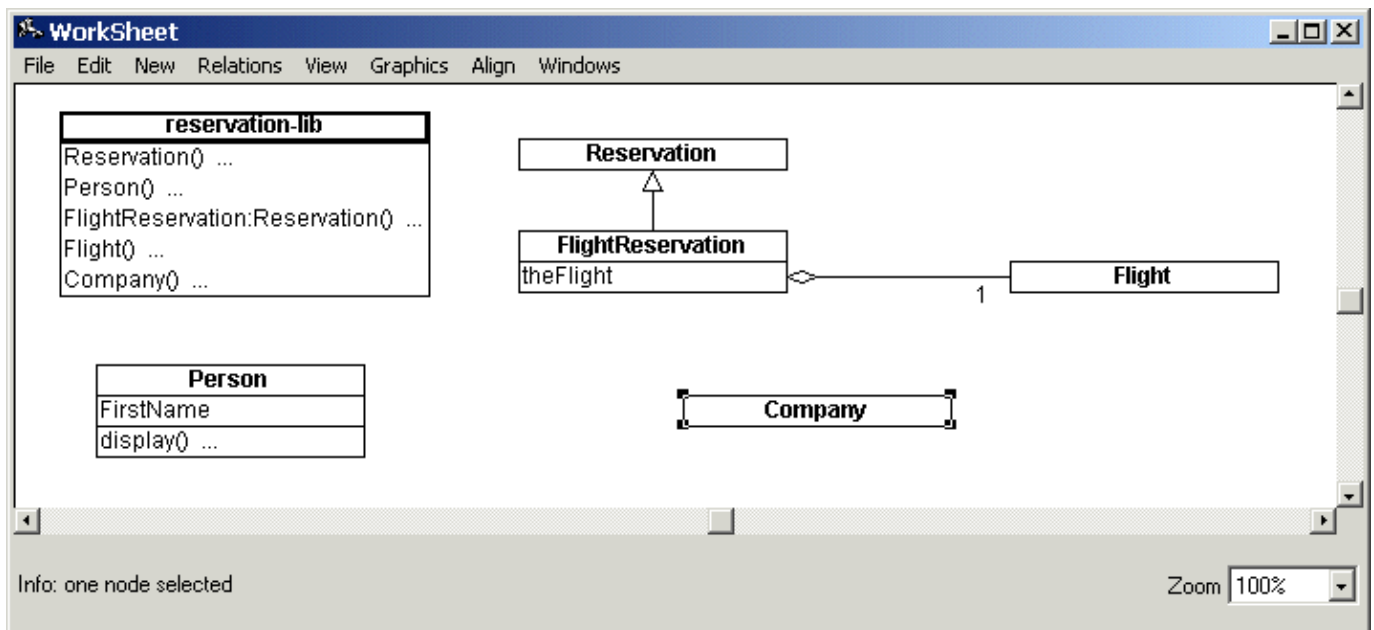 WorkSheet
File Edit New Relations View Graphics Align Windows
reservation-lib
Reservation() ...
Person() ...
FlightReservation:Reservation() ...
Flight() ...
Company() ...
Reservation
FlightReservation
theFlight
1
Flight
Person
FirstName
display() ...
Company
Info: one node selected
Zoom 100%